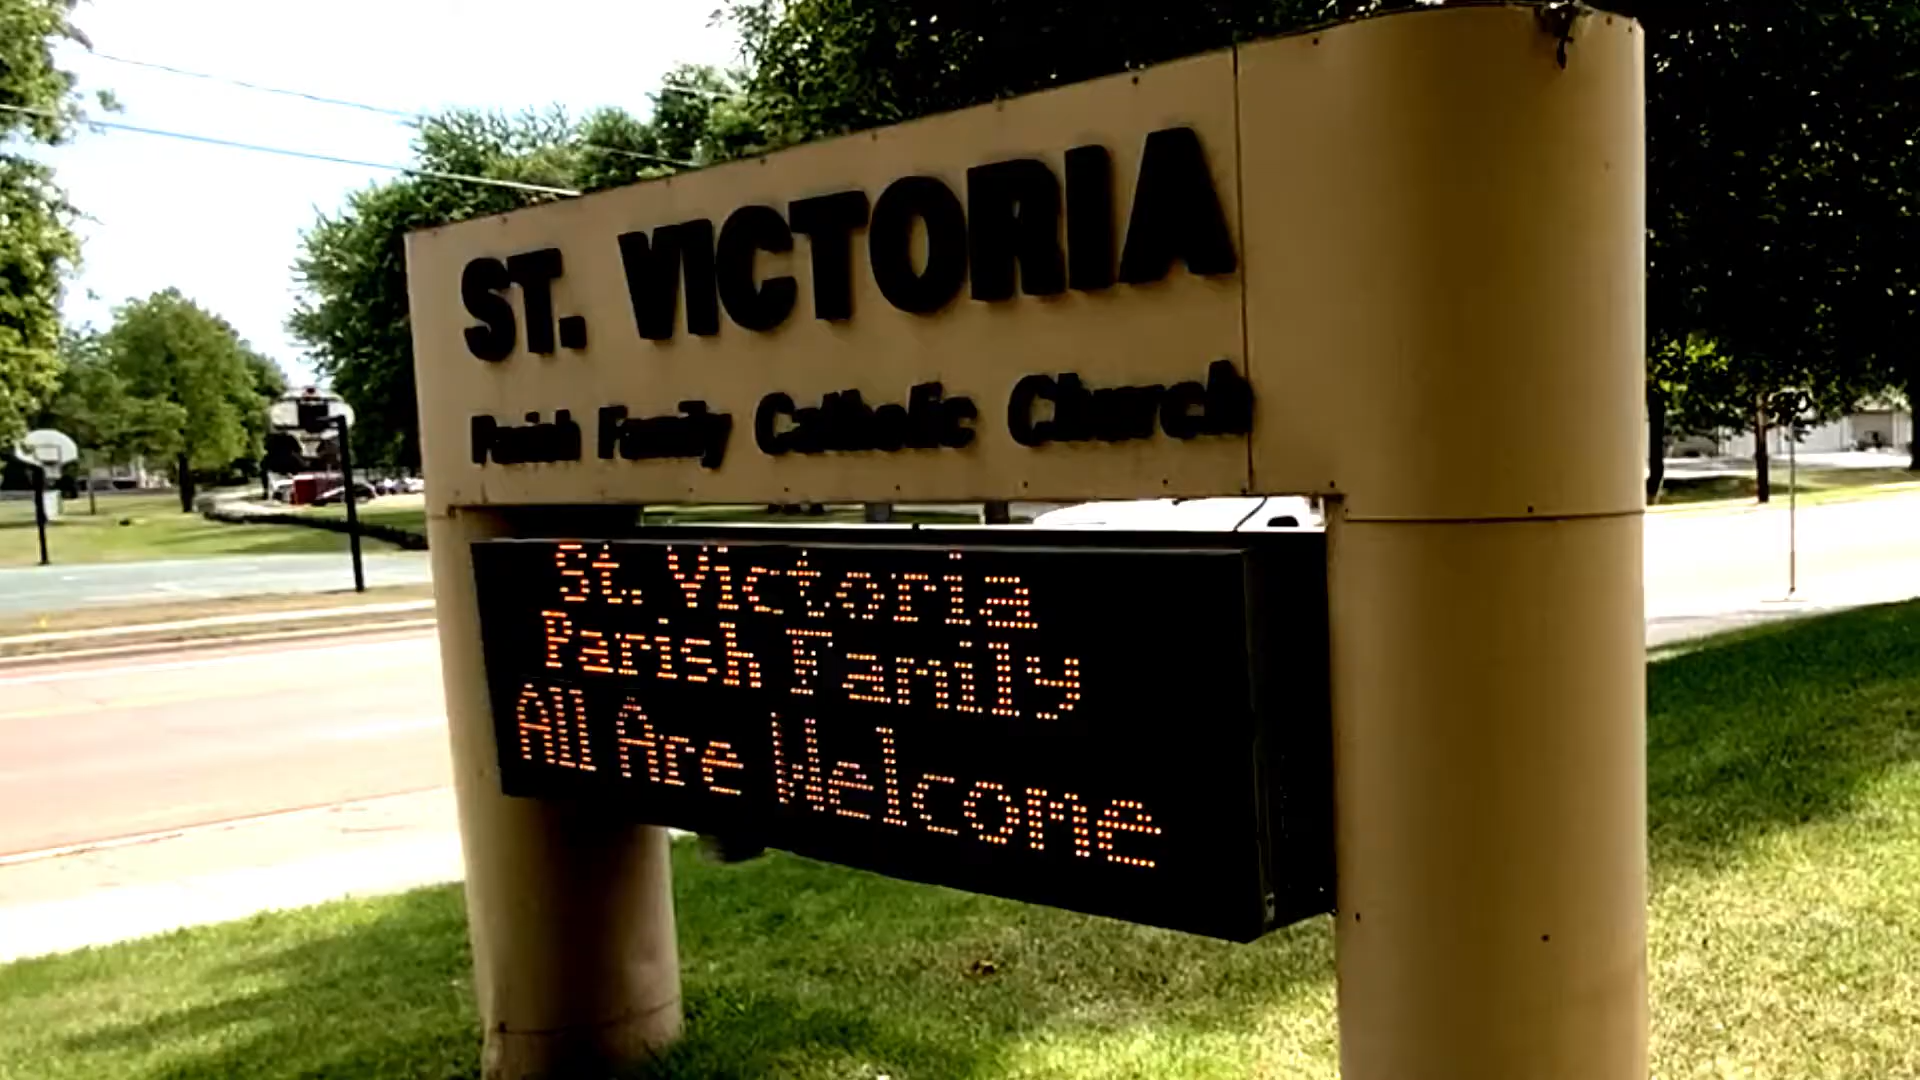 ST. VICTORIA
Parish Family Catholic Church
St. Victoria
Parish Family
All Are Welcome